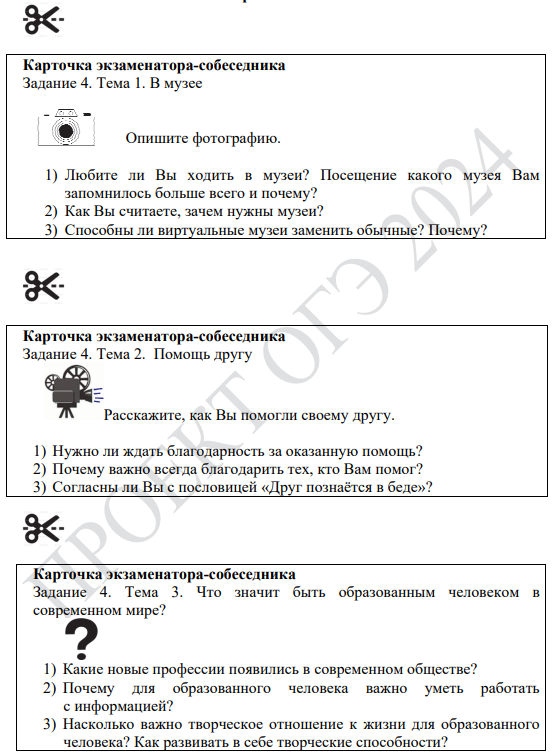 Карточка экзаменатора-собеседника
Задание 4. Тема 1. В музее
Опишите фотографию.
1) Любите ли Вы ходить в музеи? Посещение какого музея Вам
запомнилось больше всего и почему?
2) Как Вы считаете, зачем нужны музеи?
3) Способны ли виртуальные музеи заменить обычные? Почему?
Карточка экзаменатора-собеседника
Задание 4. Тема 2. Помощь другу
Расскажите, как Вы помогли своему другу.
1) Нужно ли ждать благодарность за оказанную помощь?
2) Почему важно всегда благодарить тех, кто Вам помог?
3) Согласны ли Вы с пословицей «Друг познаётся в беде»?
Карточка экзаменатора-собеседника
Задание 4. Тема 3. Что значит быть образованным человеком в
современном мире?
?
1) Какие новые профессии появились в современном обществе?
2) Почему для образованного человека важно уметь работать
с информацией?
3) Насколько важно творческое отношение к жизни для образованного
человека? Как развивать в себе творческие способности?
ПРОЕКТ ОГЭ 2024